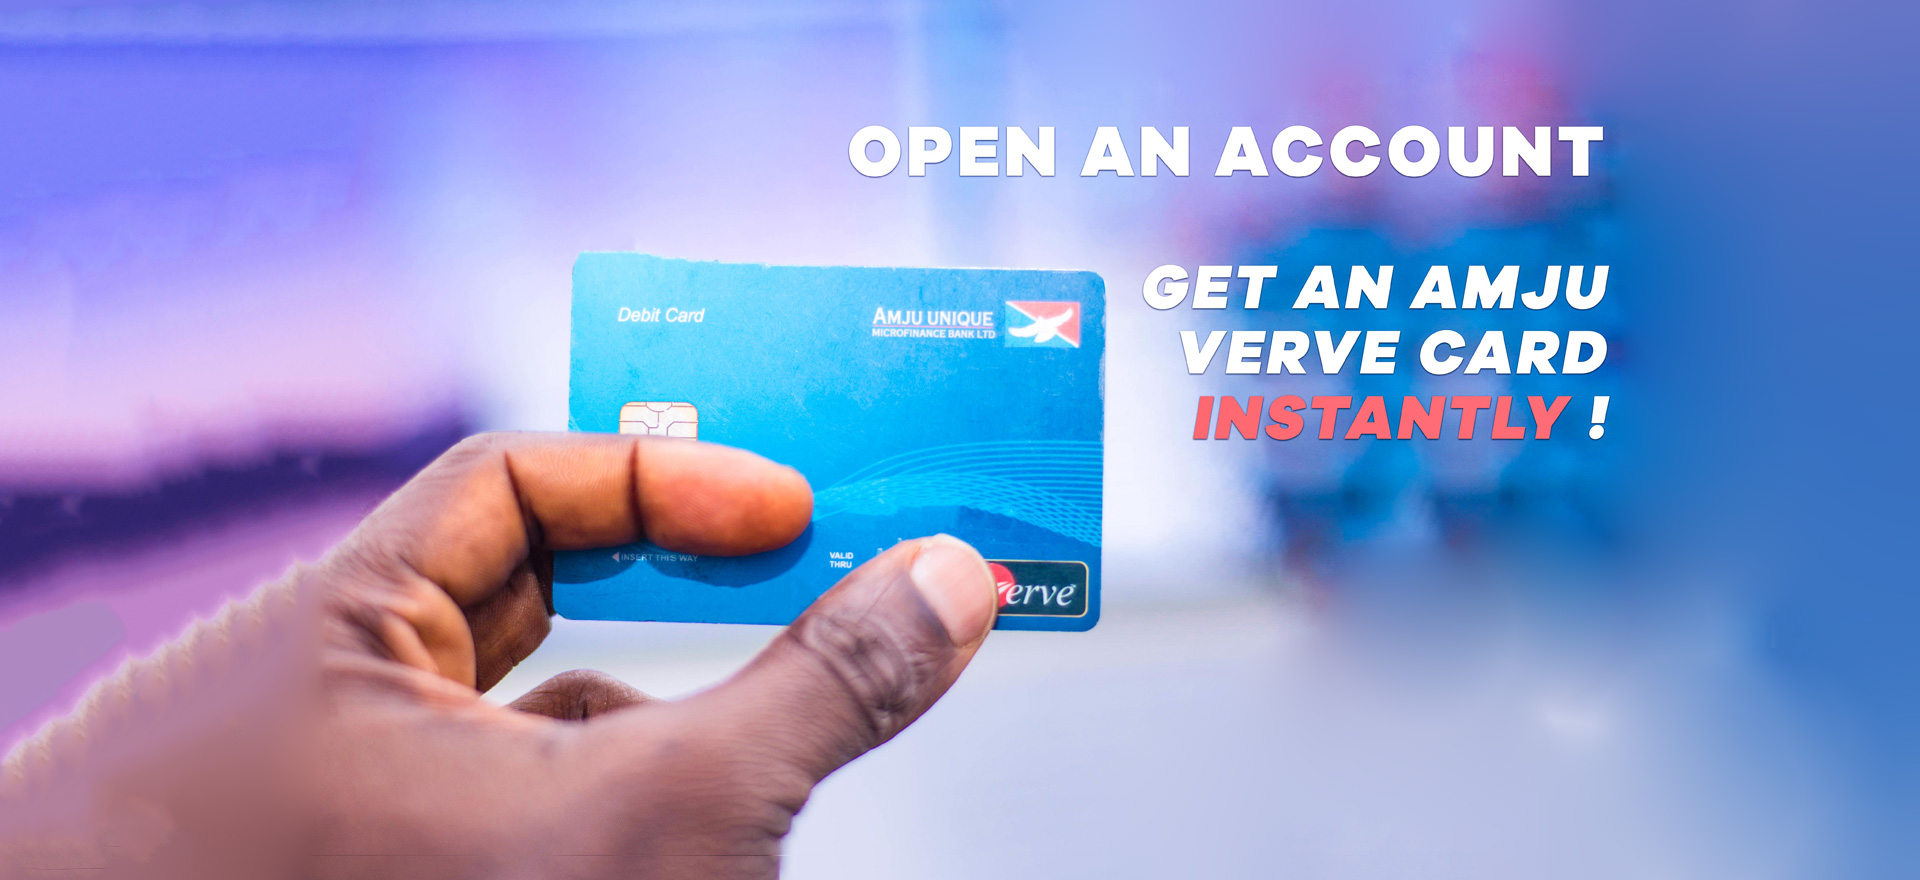 OPEN AN ACCOUNT
GET AN AMJU
VERVE CARD
INSTANTLY !
Debit Card
AMJU UNIQUE
MICROFINANCE BANK LTD
INSERT THIS WAY
VALID
THRU
erve